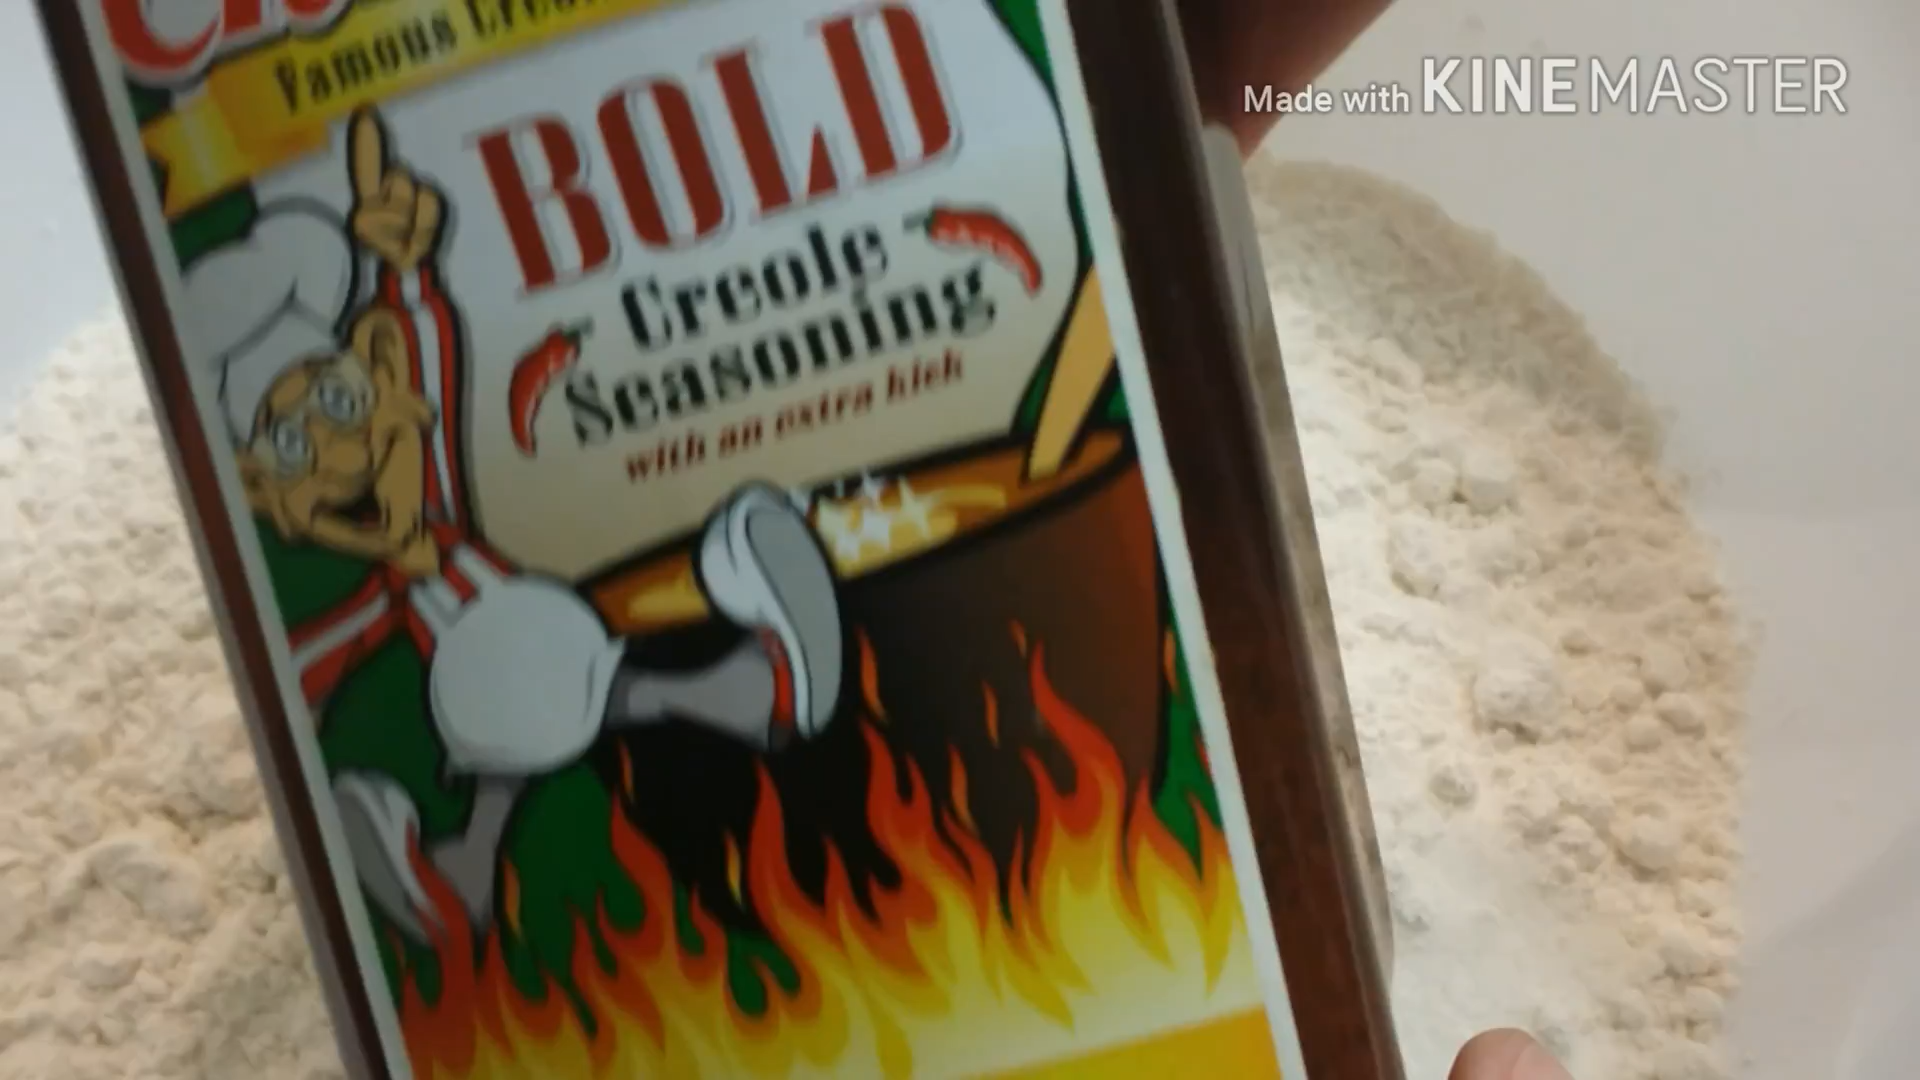 Famous
BOLD
Creole
Seasoning
with an extra kick
Made with KINEMASTER